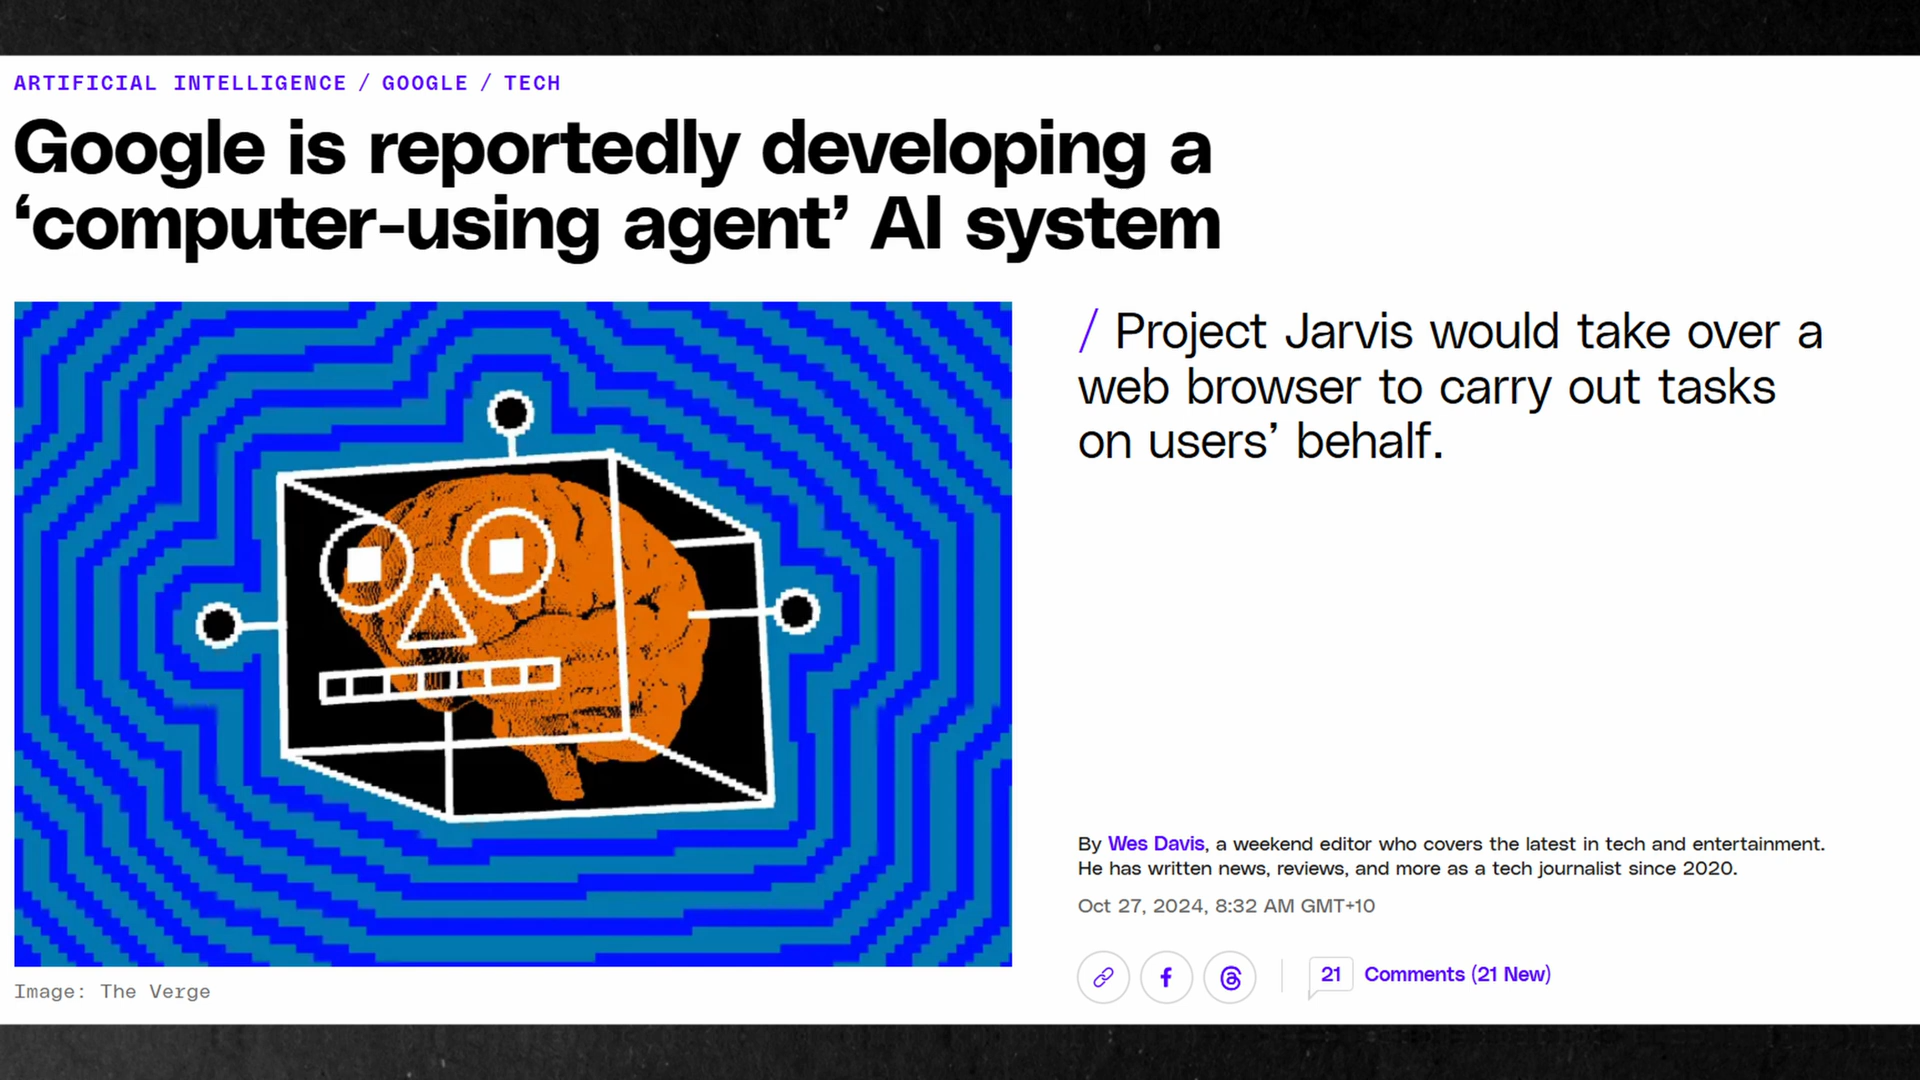 ARTIFICIAL INTELLIGENCE / GOOGLE / TECH
Google is reportedly developing a
‘computer-using agent’ AI system
/ Project Jarvis would take over a
web browser to carry out tasks
on users’ behalf.
By Wes Davis, a weekend editor who covers the latest in tech and entertainment.
He has written news, reviews, and more as a tech journalist since 2020.
Oct 27, 2024, 8:32 AM GMT+10
21 Comments (21 New)
Image: The Verge